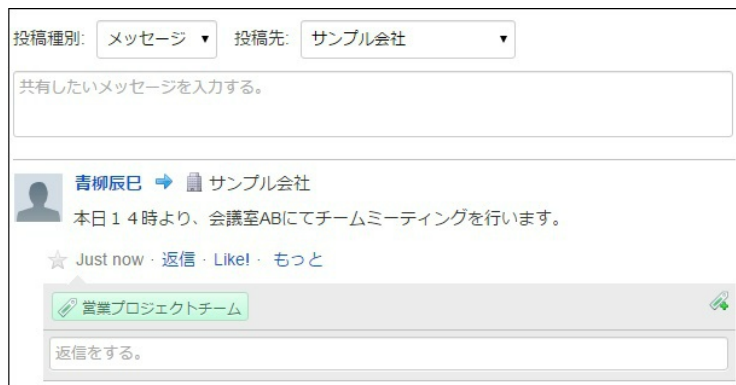 投稿種別: メッセージ ▼ 投稿先: サンプル会社 ▼
共有したいメッセージを入力する。
青柳辰巳 サンプル会社
本日１４時より、会議室ABにてチームミーティングを行います。
Just now · 返信 · Like! · もっと
営業プロジェクトチーム
返信をする。